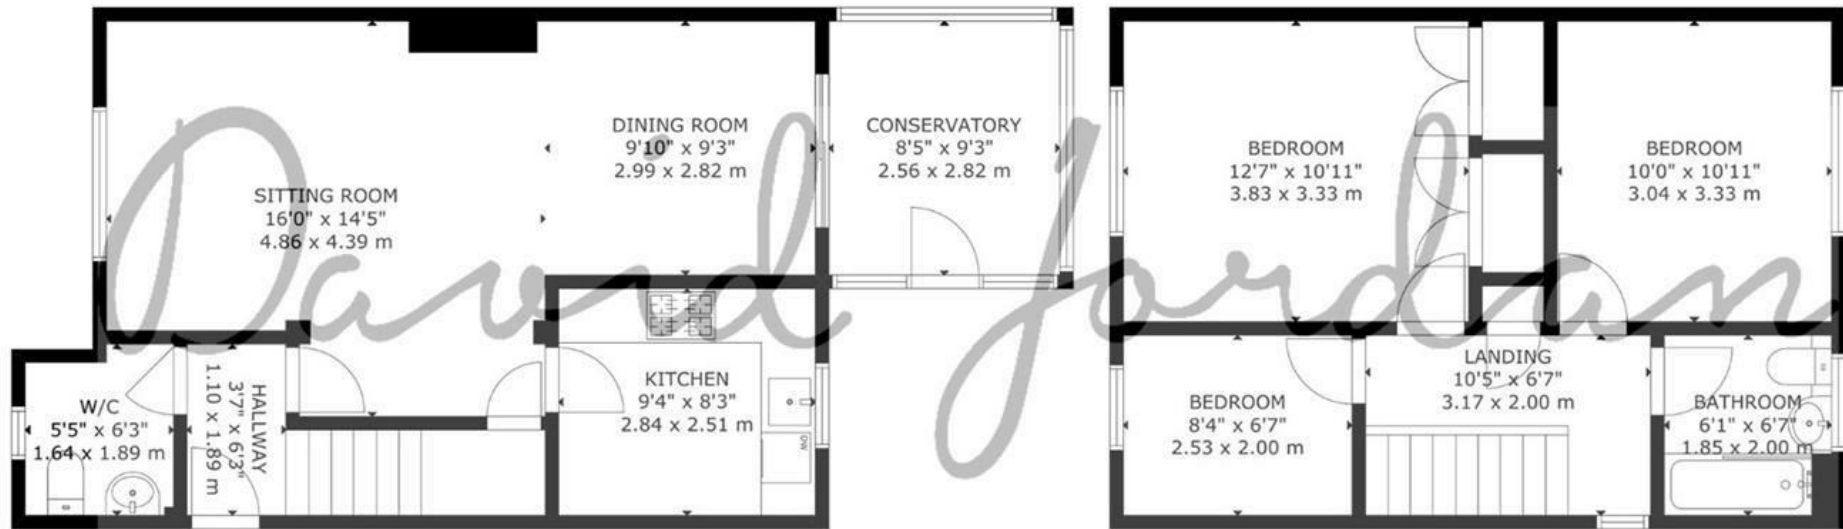 SITTING ROOM
16'0" x 14'5"
4.86 x 4.39 m
DINING ROOM
9'10" x 9'3"
2.99 x 2.82 m
CONSERVATORY
8'5" x 9'3"
2.56 x 2.82 m
W/C
5'5" x 6'3"
1.64 x 1.89 m
HALLWAY
3'7" x 6'3"
1.10 x 1.89 m
KITCHEN
9'4" x 8'3"
2.84 x 2.51 m
DW
BEDROOM
12'7" x 10'11"
3.83 x 3.33 m
BEDROOM
10'0" x 10'11"
3.04 x 3.33 m
BEDROOM
8'4" x 6'7"
2.53 x 2.00 m
LANDING
10'5" x 6'7"
3.17 x 2.00 m
BATHROOM
6'1" x 6'7"
1.85 x 2.00 m
David Jordan